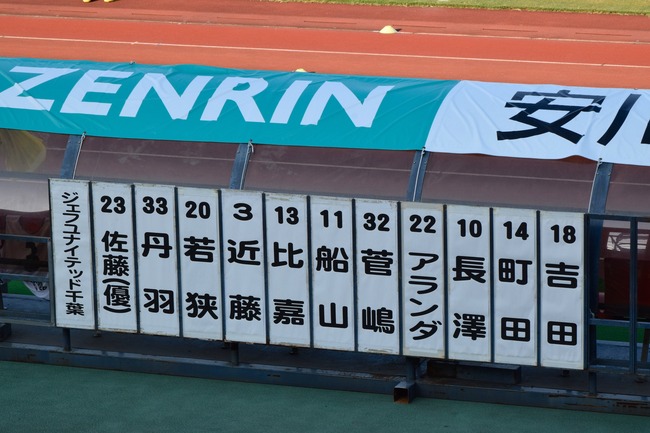 ZENRIN
安川
ジェフユナイテッド千葉
23 佐藤(優)
33 丹羽
20 若狭
3 近藤
13 比嘉
11 船山
32 菅嶋
22 アランダ
10 長澤
14 町田
18 吉田